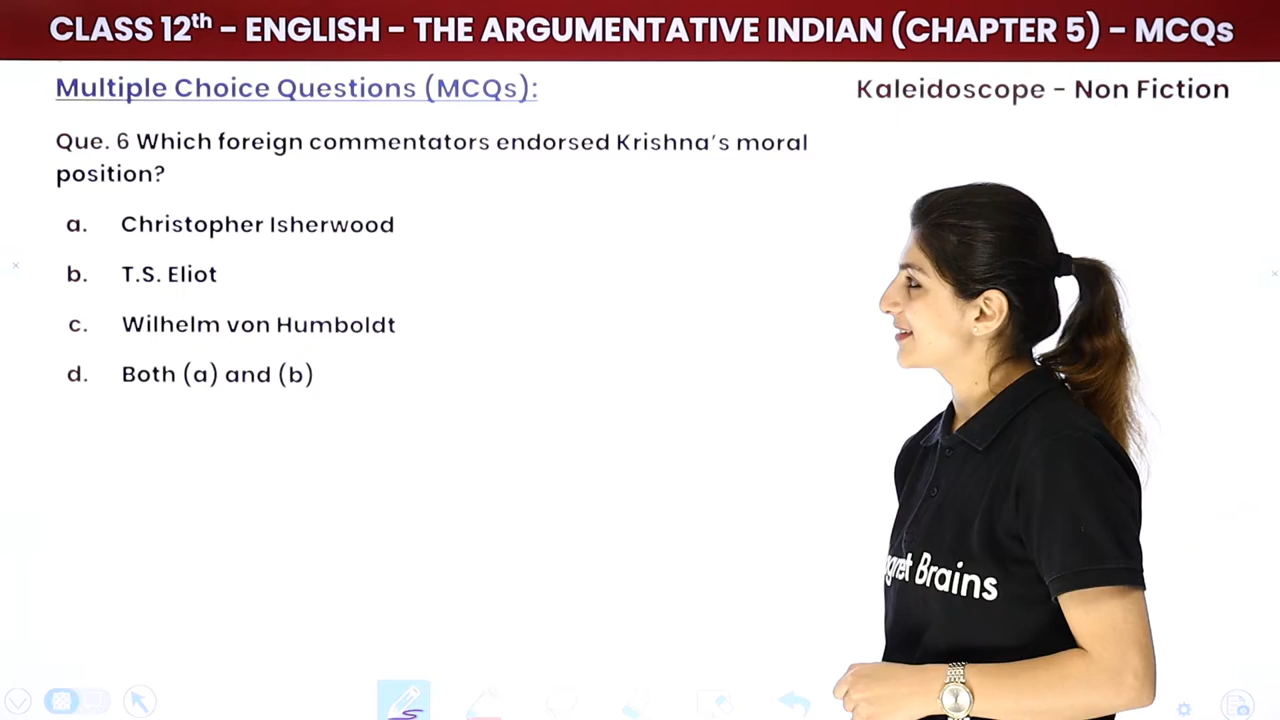 CLASS 12th – ENGLISH – THE ARGUMENTATIVE INDIAN (CHAPTER 5) – MCQs
Multiple Choice Questions (MCQs):
Kaleidoscope – Non Fiction
Que. 6 Which foreign commentators endorsed Krishna's moral
position?
a. Christopher Isherwood
b. T.S. Eliot
c. Wilhelm von Humboldt
d. Both (a) and (b)
Brains